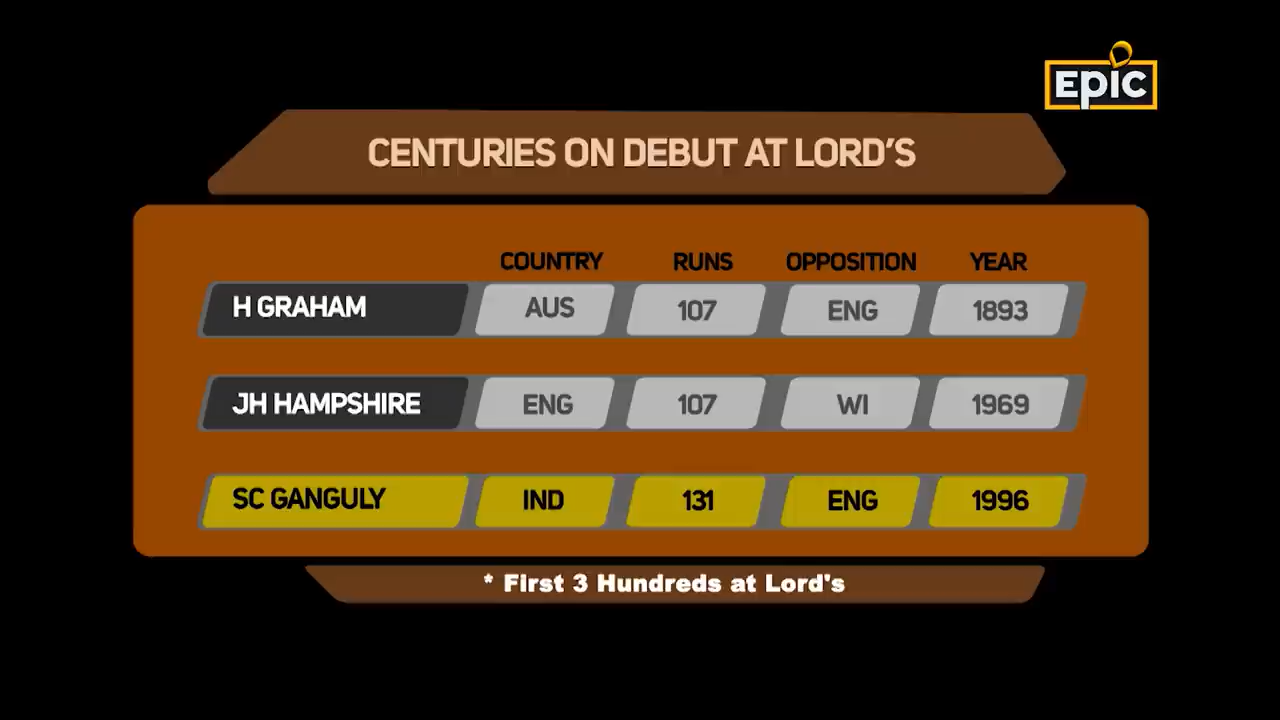 EPIC
CENTURIES ON DEBUT AT LORD'S
COUNTRY RUNS OPPOSITION YEAR
H GRAHAM AUS 107 ENG 1893
JH HAMPSHIRE ENG 107 WI 1969
SC GANGULY IND 131 ENG 1996
* First 3 Hundreds at Lord's